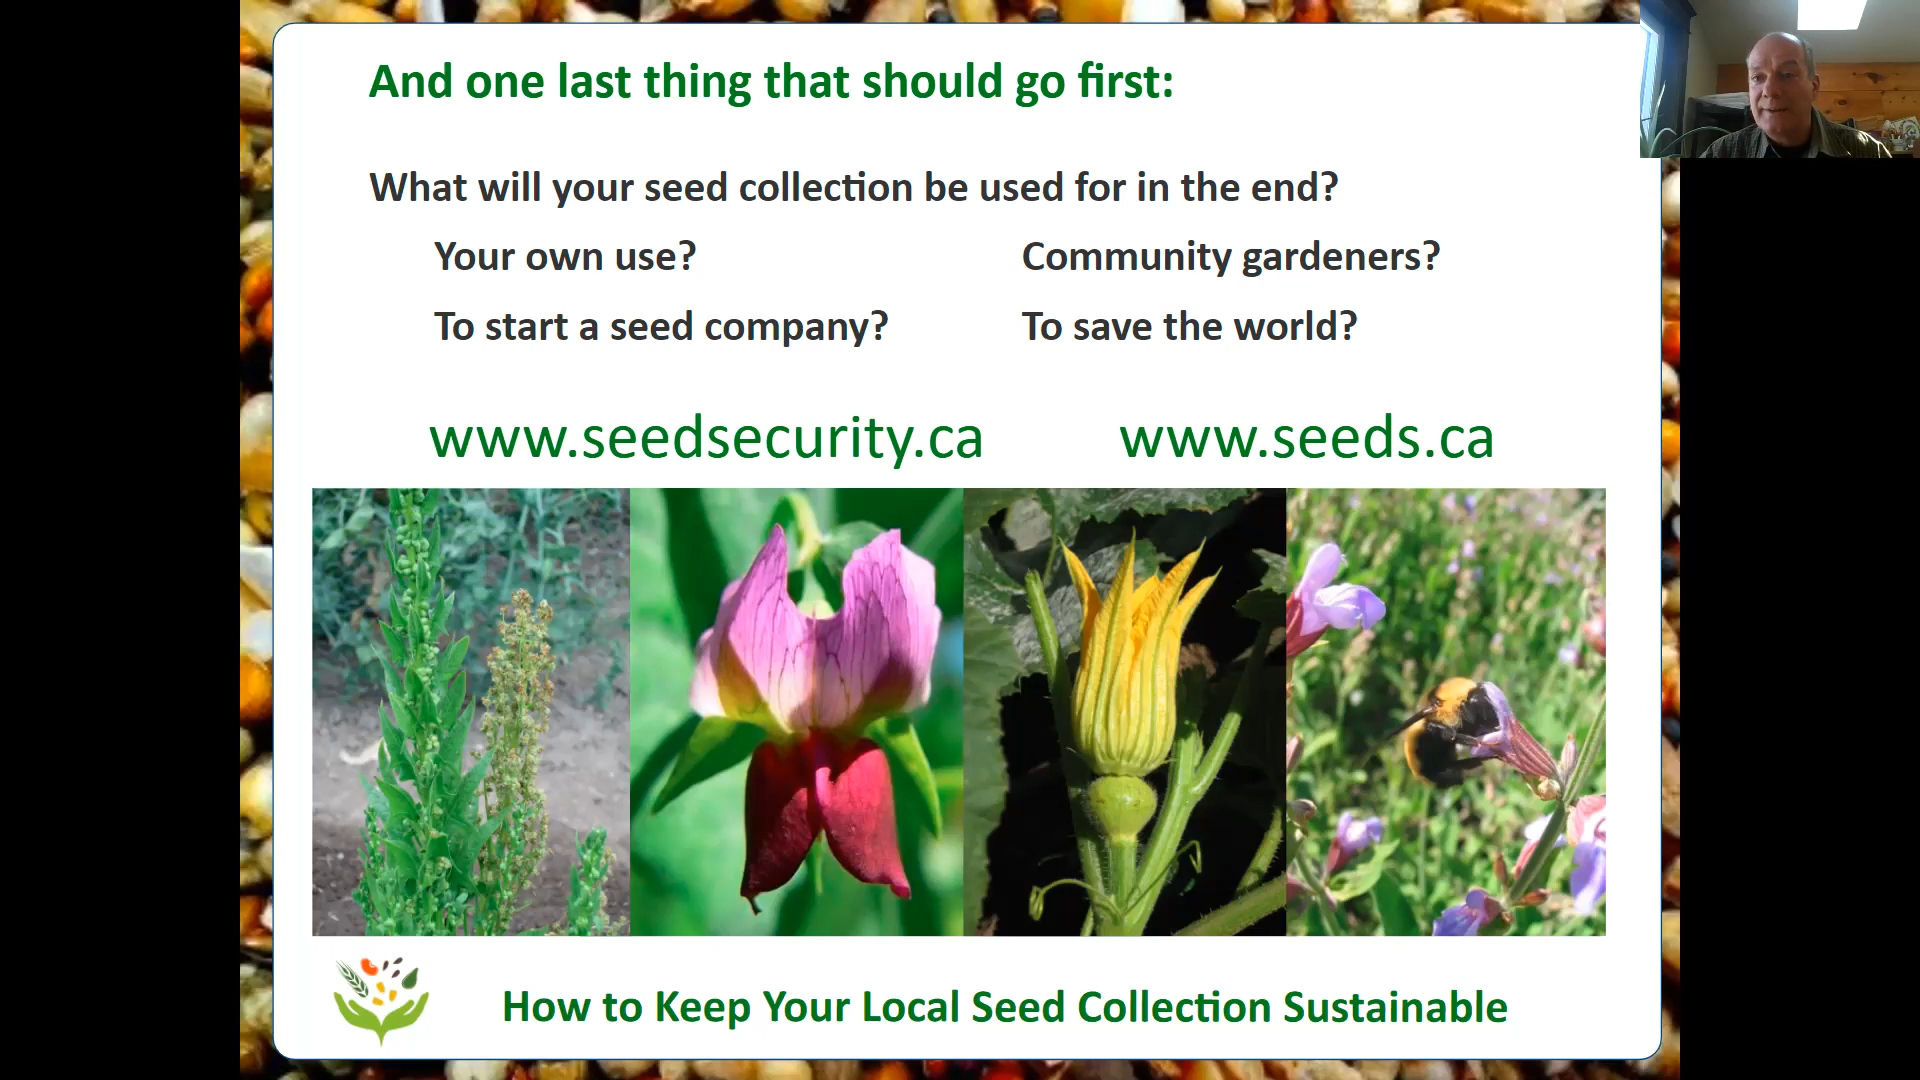 And one last thing that should go first:
What will your seed collection be used for in the end?
Your own use? Community gardeners?
To start a seed company? To save the world?
www.seedsecurity.ca www.seeds.ca
How to Keep Your Local Seed Collection Sustainable